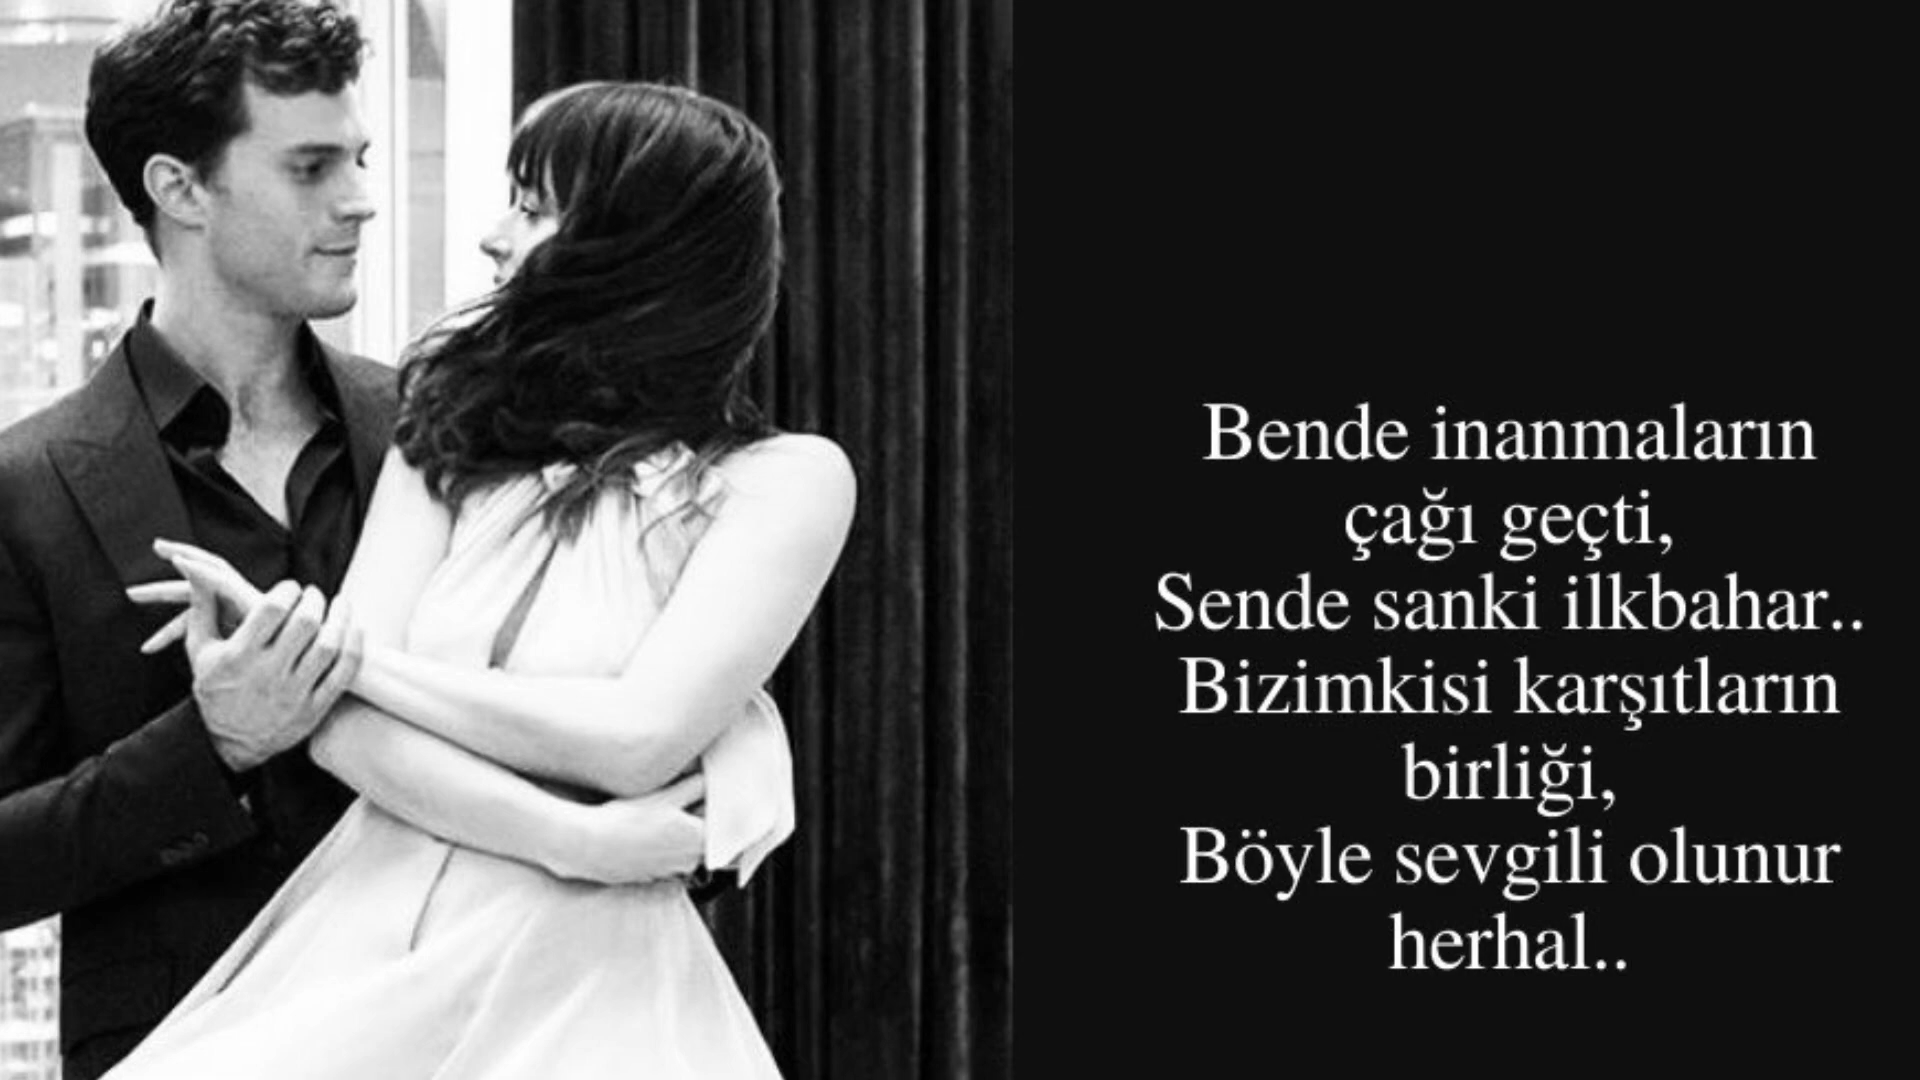 Bende inanmaların
çağı geçti,
Sende sanki ilkbahar..
Bizimkisi karşıtların
birliği,
Böyle sevgili olunur
herhal..